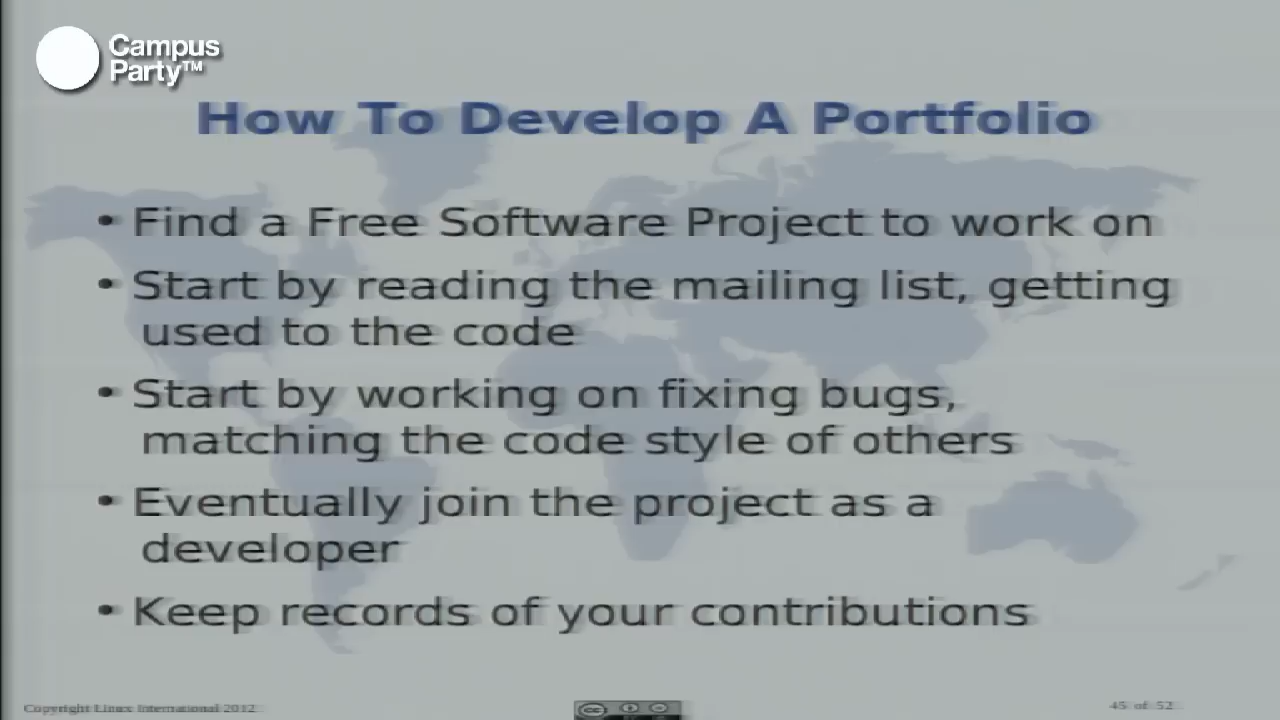 Campus
Party™
How To Develop A Portfolio
• Find a Free Software Project to work on
• Start by reading the mailing list, getting
used to the code
• Start by working on fixing bugs,
matching the code style of others
• Eventually join the project as a
developer
• Keep records of your contributions
Copyright Linux International 2012
cc
45 of 52